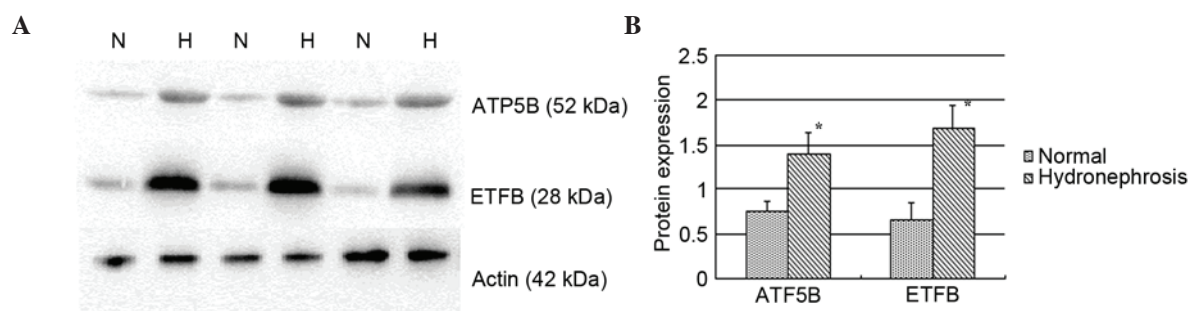 A
N H N H N H
ATP5B (52 kDa)
ETFB (28 kDa)
Actin (42 kDa)
B
Protein expression
2.5
2
1.5
1
0.5
0
*
*
ATF5B ETFB
Normal
Hydronephrosis